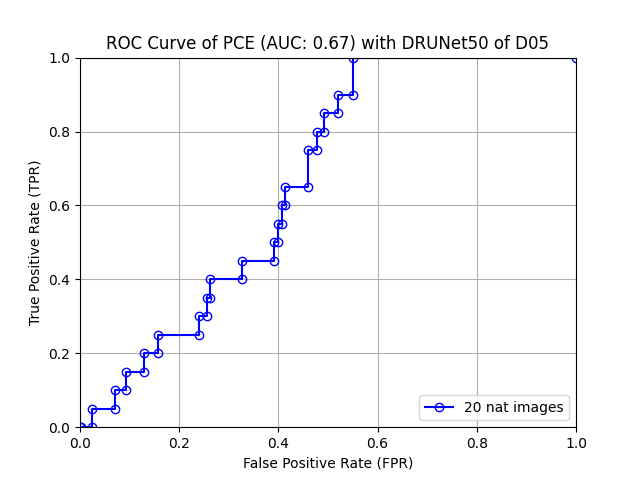 ROC Curve of PCE (AUC: 0.67) with DRUNet50 of D05
1.0
0.8
0.6
0.4
0.2
0.0
True Positive Rate (TPR)
20 nat images
0.0 0.2 0.4 0.6 0.8 1.0
False Positive Rate (FPR)